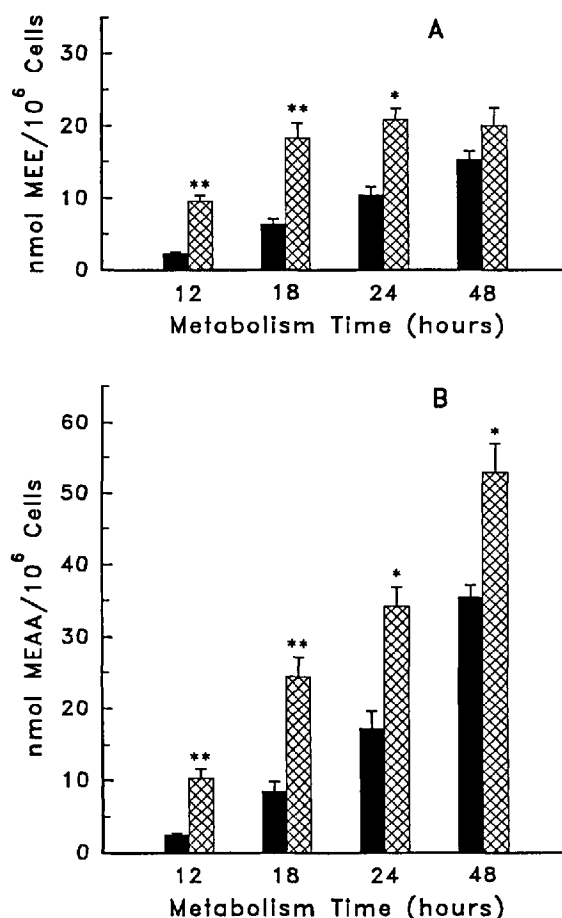 A
nmol MEE/10⁶ Cells
30
20
10
0
** ** *
12 18 24 48
Metabolism Time (hours)
B
nmol MEAA/10⁶ Cells
60
50
40
30
20
10
0
** ** * *
12 18 24 48
Metabolism Time (hours)